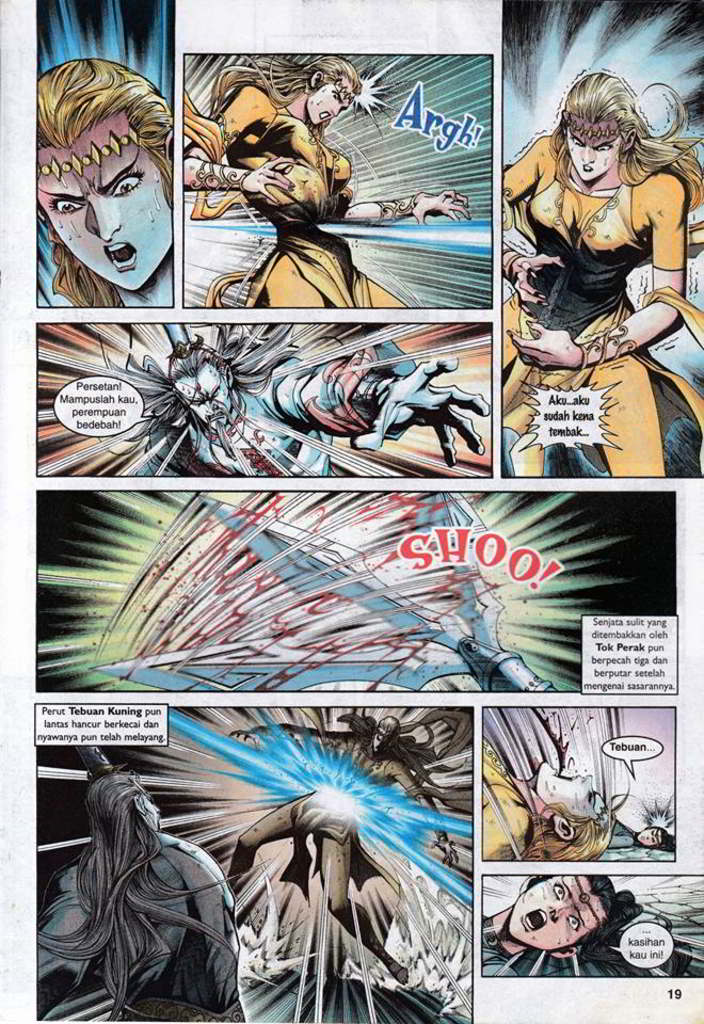 Argh!
Aku...aku
sudah kena
tembak...
Persetan!
Mampuslah kau,
perempuan
bedebah!
SHOO!
Senjata sulit yang
ditembakkan oleh
Tok Perak pun
berpecah tiga dan
berputar setelah
mengenai sasarannya.
Perut Tebuan Kuning pun
lantas hancur berkecai dan
nyawanya pun telah melayang.
Tebuan...
...
kasihan
kau ini!
19